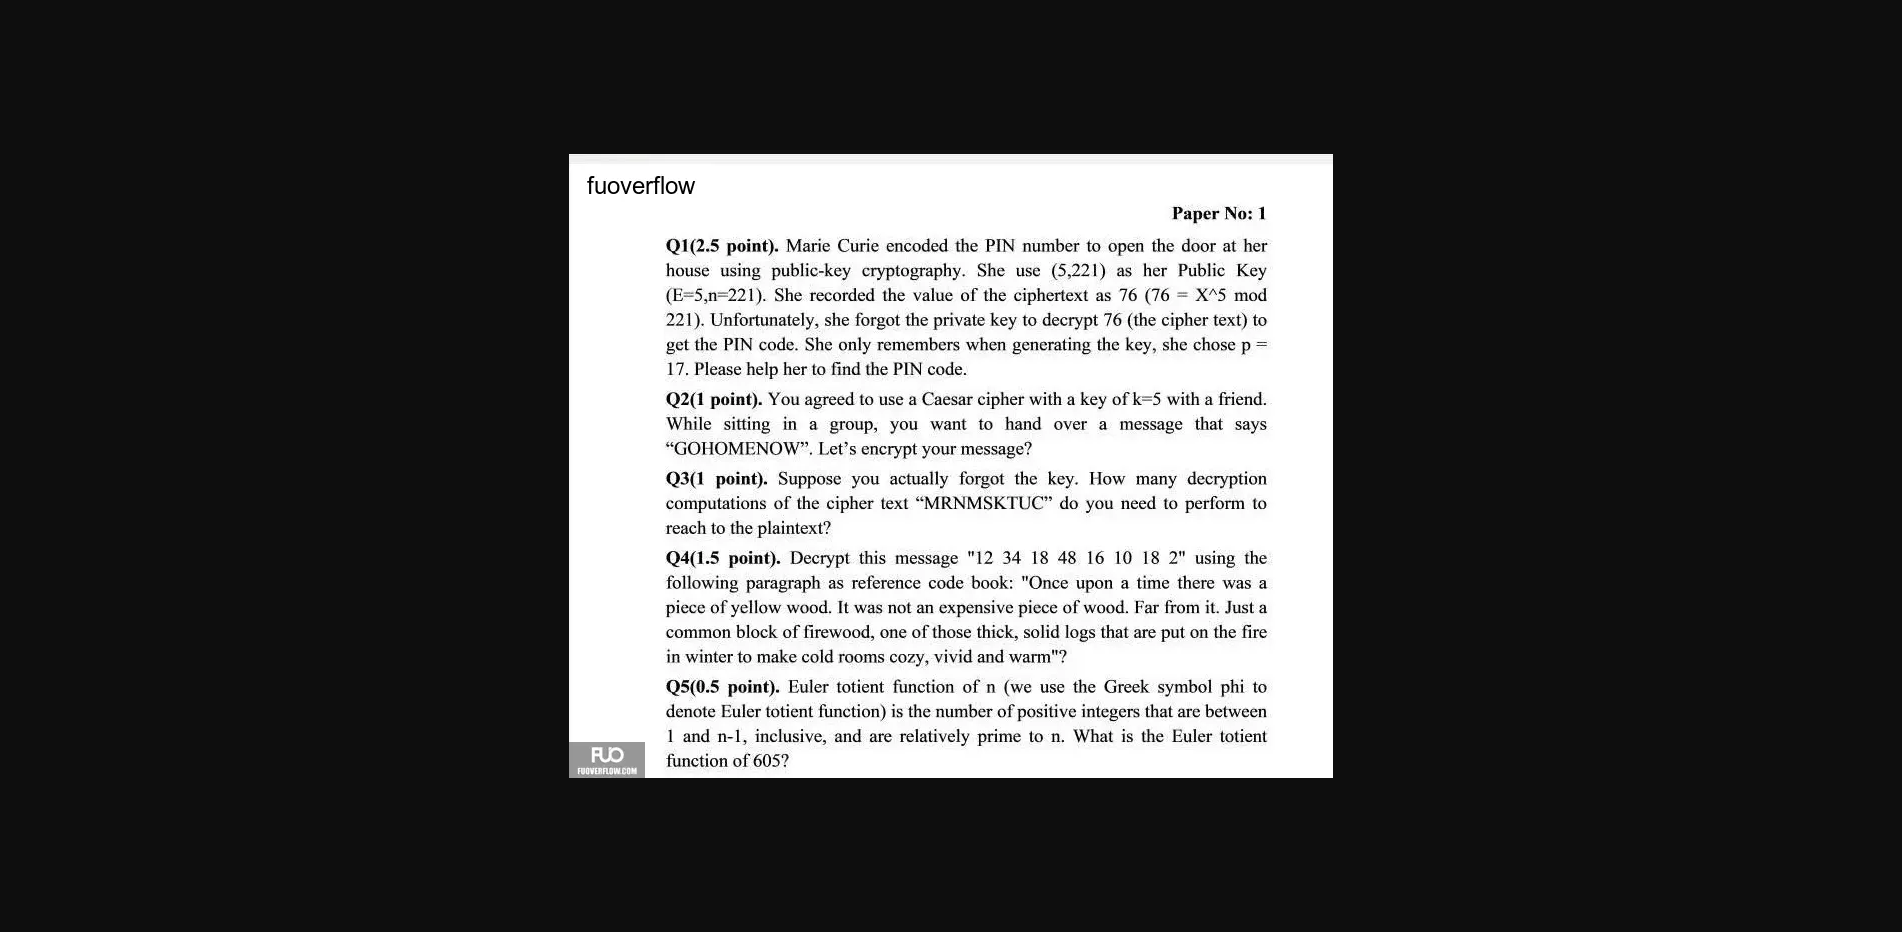 fuoverflow
Paper No: 1
Q1(2.5 point). Marie Curie encoded the PIN number to open the door at her
house using public-key cryptography. She use (5,221) as her Public Key
(E=5,n=221). She recorded the value of the ciphertext as 76 (76 = X^5 mod
221). Unfortunately, she forgot the private key to decrypt 76 (the cipher text) to
get the PIN code. She only remembers when generating the key, she chose p =
17. Please help her to find the PIN code.
Q2(1 point). You agreed to use a Caesar cipher with a key of k=5 with a friend.
While sitting in a group, you want to hand over a message that says
“GOHOMENOW”. Let’s encrypt your message?
Q3(1 point). Suppose you actually forgot the key. How many decryption
computations of the cipher text “MRNMSKTUC” do you need to perform to
reach to the plaintext?
Q4(1.5 point). Decrypt this message "12 34 18 48 16 10 18 2" using the
following paragraph as reference code book: "Once upon a time there was a
piece of yellow wood. It was not an expensive piece of wood. Far from it. Just a
common block of firewood, one of those thick, solid logs that are put on the fire
in winter to make cold rooms cozy, vivid and warm"?
Q5(0.5 point). Euler totient function of n (we use the Greek symbol phi to
denote Euler totient function) is the number of positive integers that are between
1 and n-1, inclusive, and are relatively prime to n. What is the Euler totient
function of 605?
FUO
FUOVERFLOW.COM